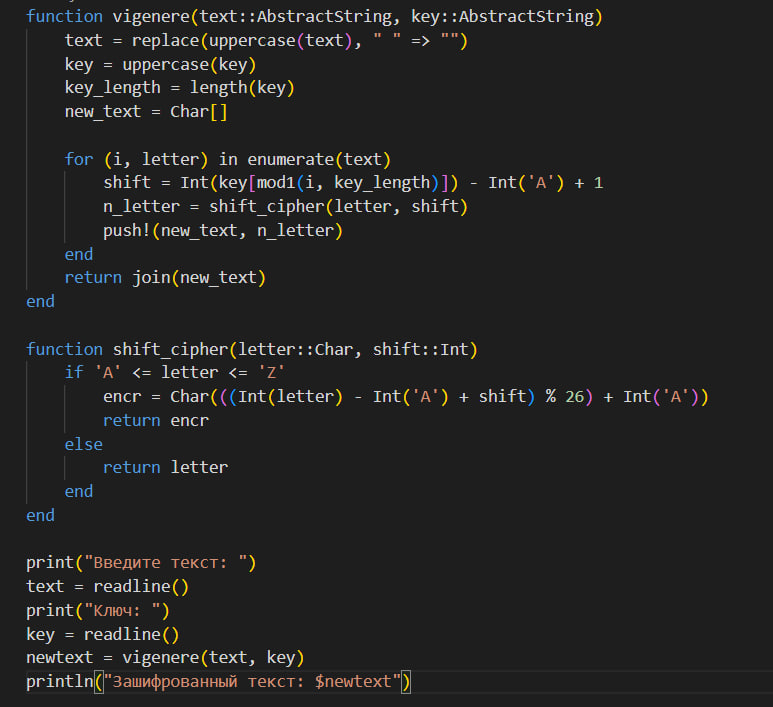 function vigenere(text::AbstractString, key::AbstractString)
    text = replace(uppercase(text), " " => "")
    key = uppercase(key)
    key_length = length(key)
    new_text = Char[]

    for (i, letter) in enumerate(text)
        shift = Int(key[mod1(i, key_length)]) - Int('A') + 1
        n_letter = shift_cipher(letter, shift)
        push!(new_text, n_letter)
    end
    return join(new_text)
end

function shift_cipher(letter::Char, shift::Int)
    if 'A' <= letter <= 'Z'
        encr = Char(((Int(letter) - Int('A') + shift) % 26) + Int('A'))
        return encr
    else
        return letter
    end
end

print("Введите текст: ")
text = readline()
print("Ключ: ")
key = readline()
newtext = vigenere(text, key)
println("Зашифрованный текст: $newtext")